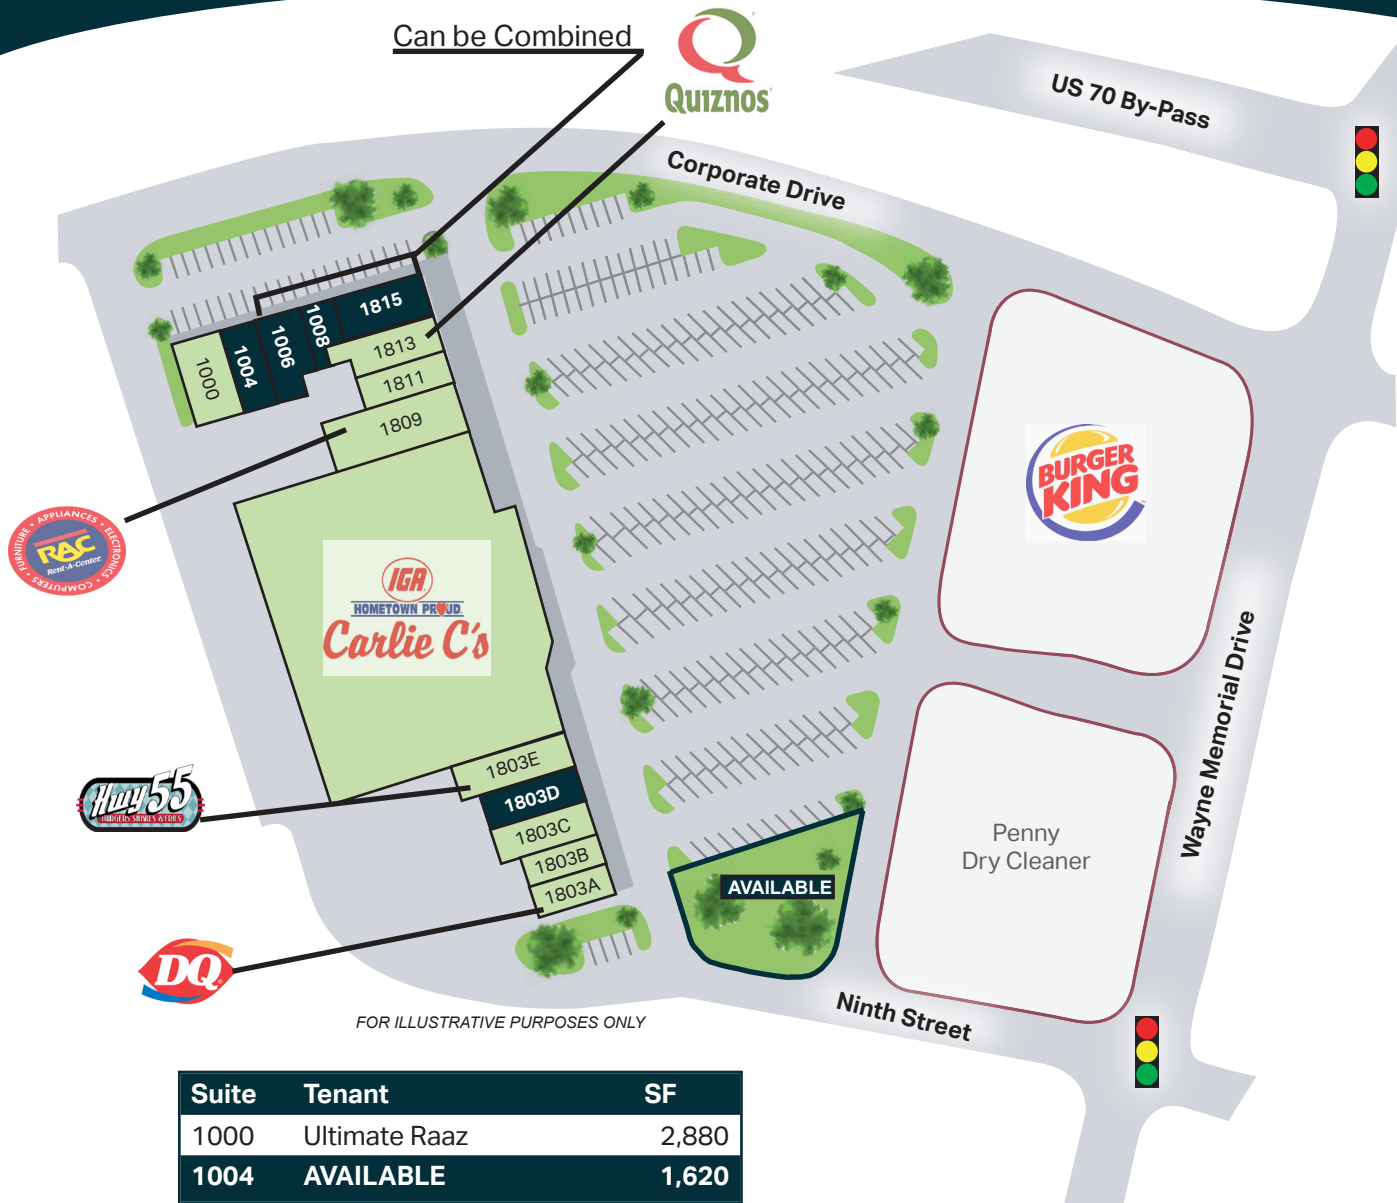 Can be Combined
QUIZNOS
US 70 By-Pass
Corporate Drive
1815
1008
1006
1004
1000
1813
1811
1809
FURNITURE • APPLIANCES • ELECTRONICS • COMPUTERS •
RAC
Rent-A-Center
BURGER
KING
IGA
HOMETOWN PROUD
Carlie C's
Wayne Memorial Drive
1803E
Hwy 55
BURGERS SHAKES & FRIES
1803D
1803C
1803B
1803A
Penny
Dry Cleaner
AVAILABLE
DQ
Ninth Street
FOR ILLUSTRATIVE PURPOSES ONLY
Suite Tenant SF
1000 Ultimate Raaz 2,880
1004 AVAILABLE 1,620